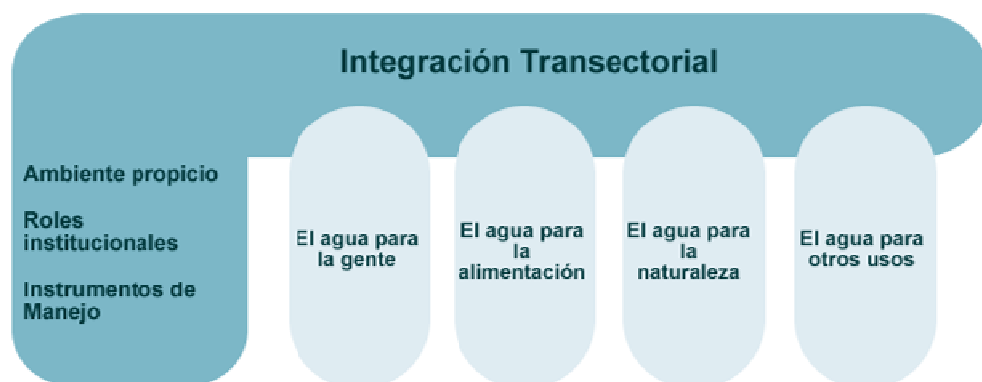 Integración Transectorial
Ambiente propicio
Roles
institucionales
Instrumentos de
Manejo
El agua para
la gente
El agua para
la
alimentación
El agua para
la
naturaleza
El agua para
otros usos